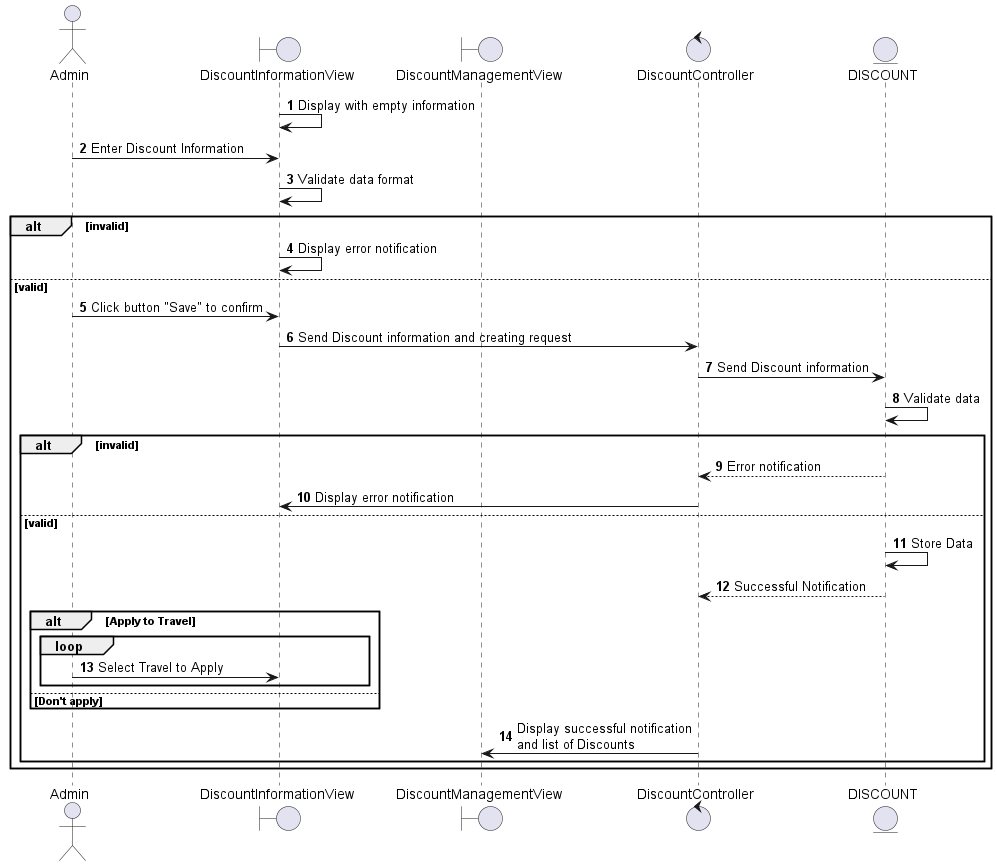 Admin
DiscountInformationView
DiscountManagementView
DiscountController
DISCOUNT
1 Display with empty information
2 Enter Discount Information
3 Validate data format
alt [invalid]
4 Display error notification
[valid]
5 Click button "Save" to confirm
6 Send Discount information and creating request
7 Send Discount information
8 Validate data
alt [invalid]
9 Error notification
10 Display error notification
[valid]
11 Store Data
12 Successful Notification
alt [Apply to Travel]
loop
13 Select Travel to Apply
[Don't apply]
14 Display successful notification
and list of Discounts
Admin
DiscountInformationView
DiscountManagementView
DiscountController
DISCOUNT